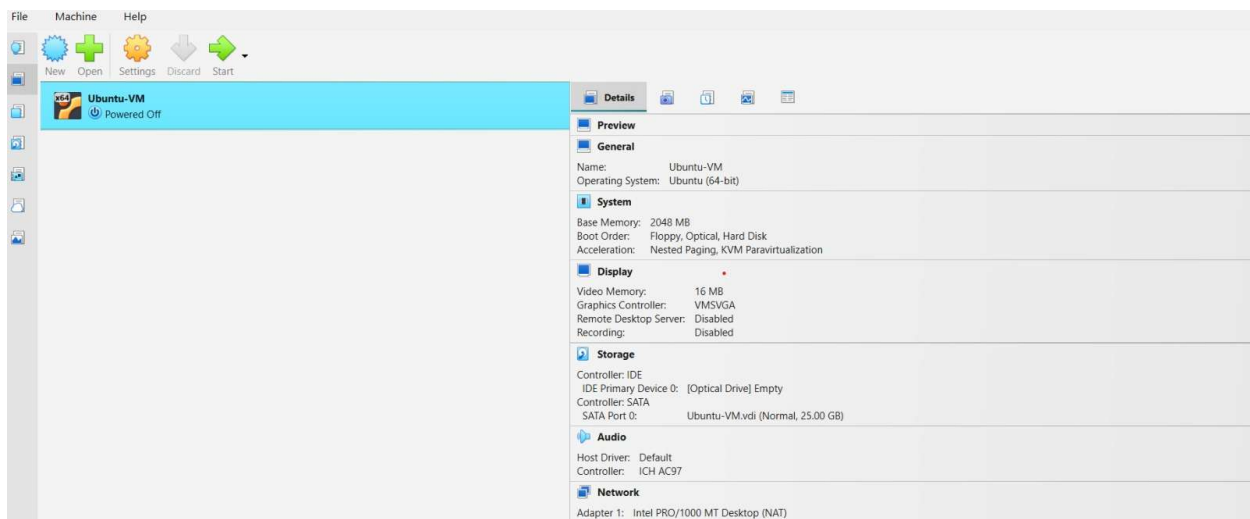 File Machine Help
New Open Settings Discard Start
x64 Ubuntu-VM
Powered Off
Details
Preview
General
Name: Ubuntu-VM
Operating System: Ubuntu (64-bit)
System
Base Memory: 2048 MB
Boot Order: Floppy, Optical, Hard Disk
Acceleration: Nested Paging, KVM Paravirtualization
Display
Video Memory: 16 MB
Graphics Controller: VMSVGA
Remote Desktop Server: Disabled
Recording: Disabled
Storage
Controller: IDE
IDE Primary Device 0: [Optical Drive] Empty
Controller: SATA
SATA Port 0: Ubuntu-VM.vdi (Normal, 25.00 GB)
Audio
Host Driver: Default
Controller: ICH AC97
Network
Adapter 1: Intel PRO/1000 MT Desktop (NAT)